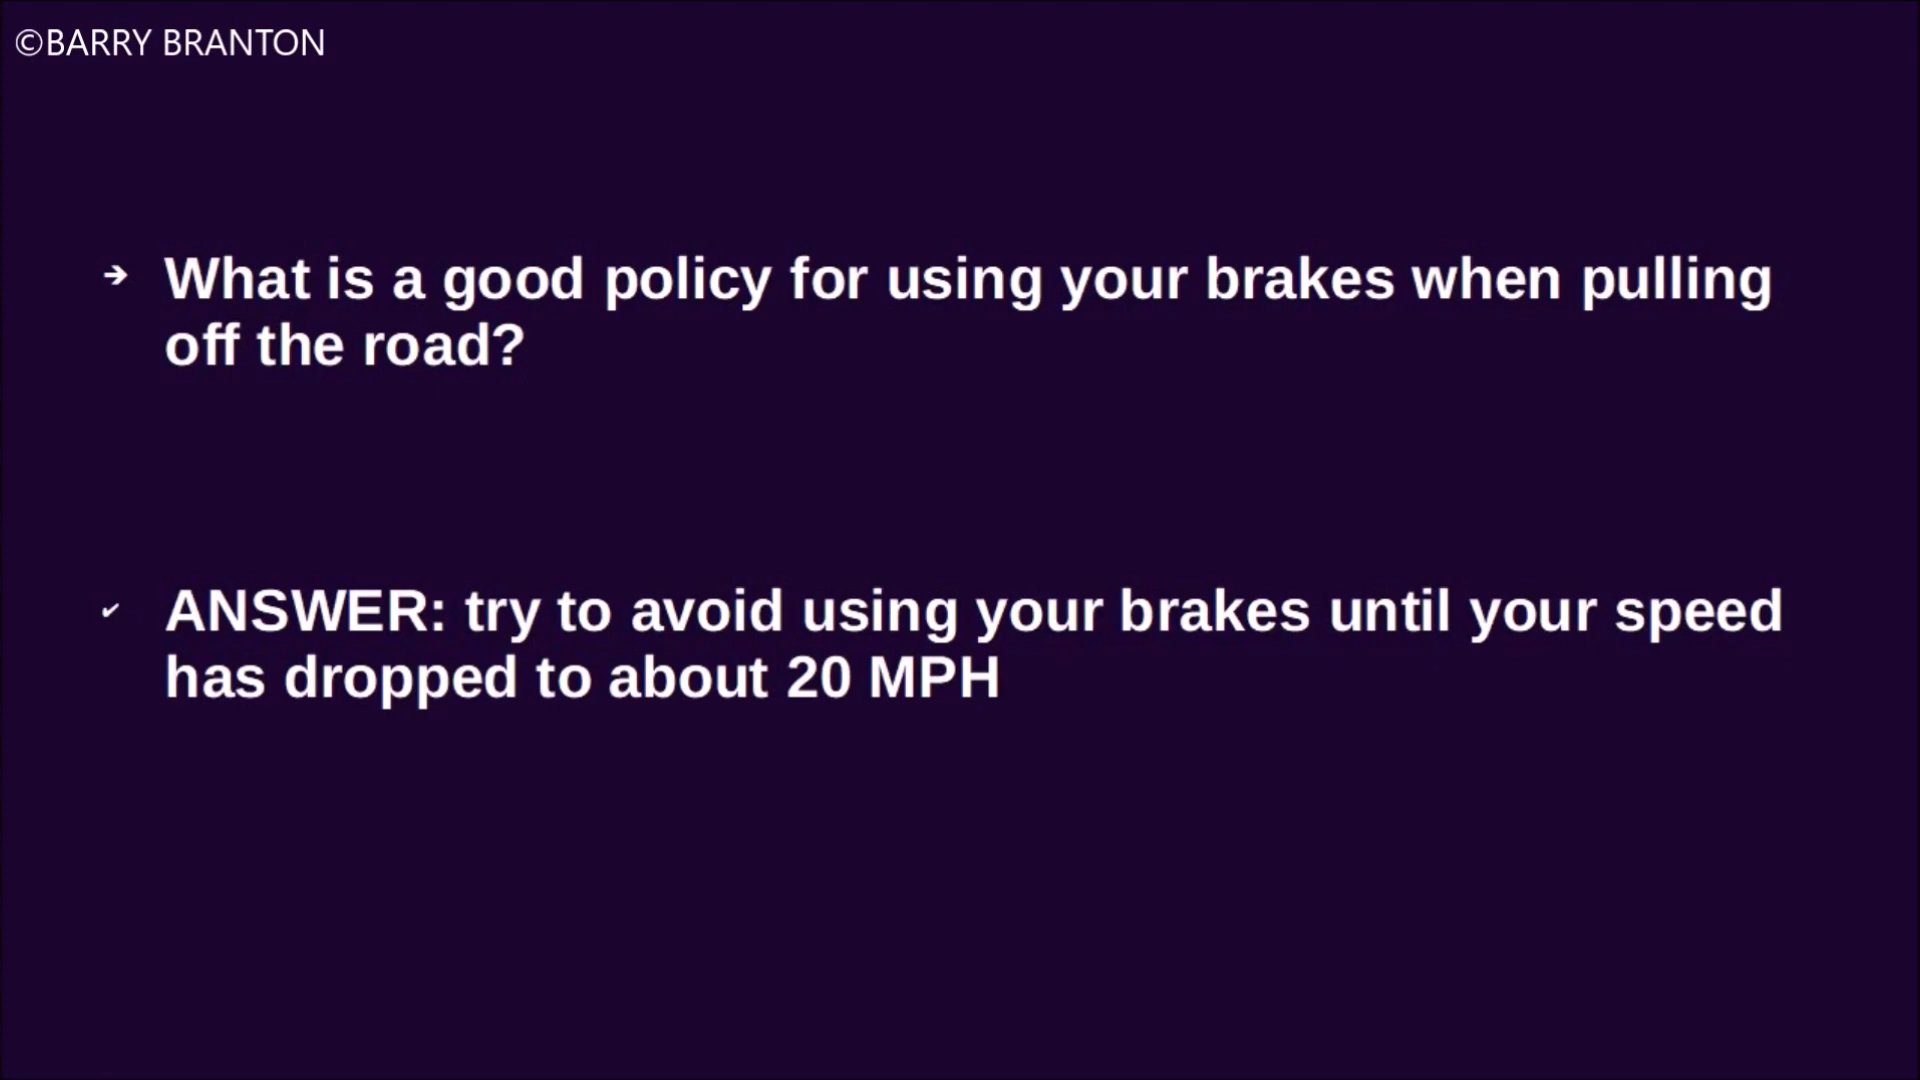 ©BARRY BRANTON
➔ What is a good policy for using your brakes when pulling
off the road?
✔ ANSWER: try to avoid using your brakes until your speed
has dropped to about 20 MPH